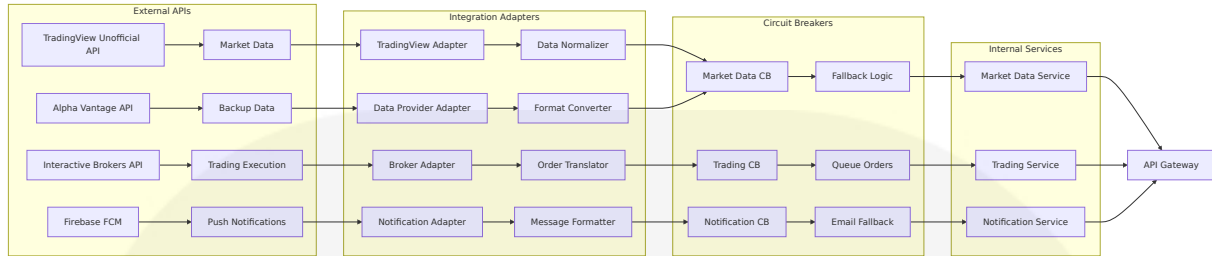 External APIs
TradingView Unofficial
API
Market Data
Alpha Vantage API
Backup Data
Interactive Brokers API
Trading Execution
Firebase FCM
Push Notifications
Integration Adapters
TradingView Adapter
Data Normalizer
Data Provider Adapter
Format Converter
Broker Adapter
Order Translator
Notification Adapter
Message Formatter
Circuit Breakers
Market Data CB
Fallback Logic
Trading CB
Queue Orders
Notification CB
Email Fallback
Internal Services
Market Data Service
Trading Service
Notification Service
API Gateway